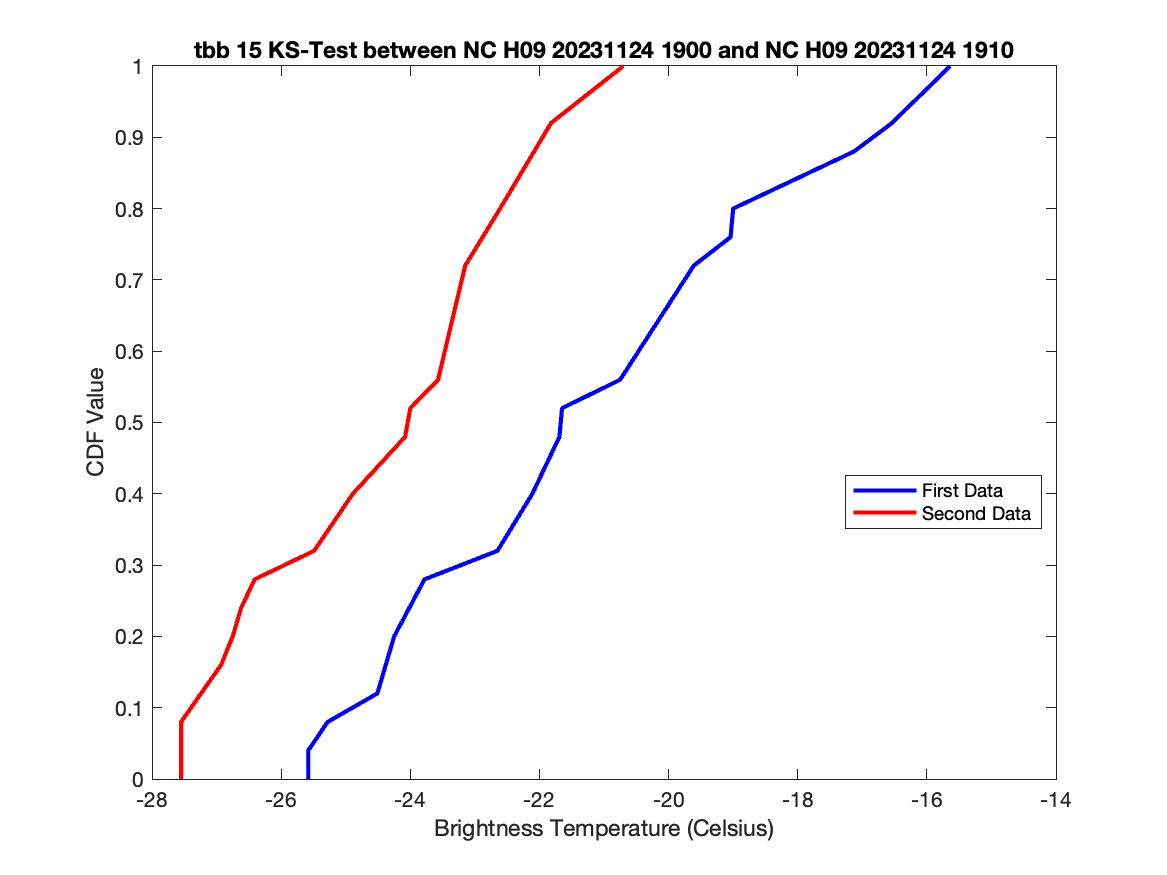 tbb 15 KS-Test between NC H09 20231124 1900 and NC H09 20231124 1910
1
0.9
0.8
0.7
0.6
0.5
0.4
0.3
0.2
0.1
0
CDF Value
First Data
Second Data
-28 -26 -24 -22 -20 -18 -16 -14
Brightness Temperature (Celsius)